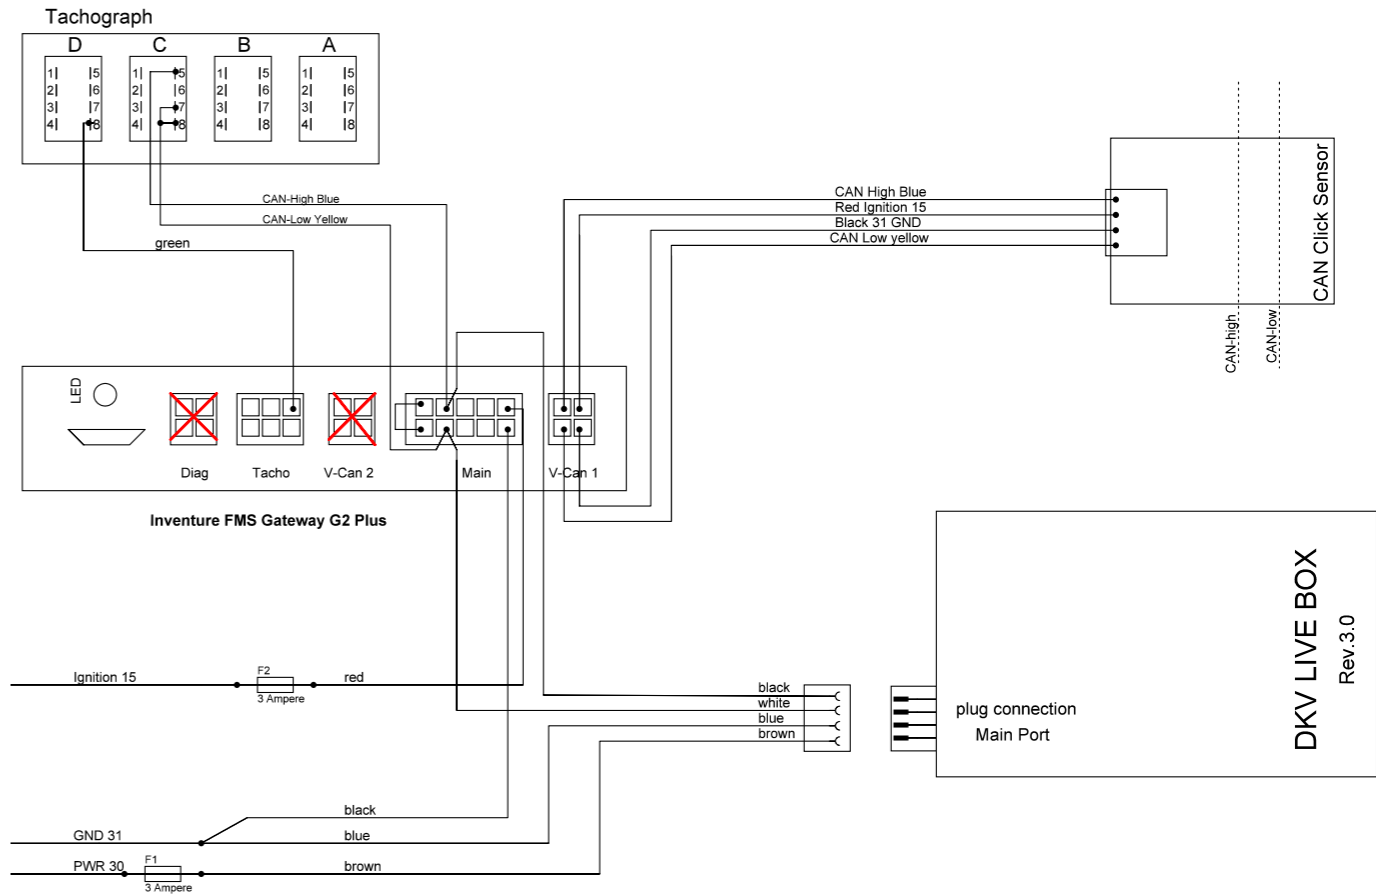 Tachograph
D C B A
1 5 1 5 1 5 1 5
2 6 2 6 2 6 2 6
3 7 3 7 3 7 3 7
4 8 4 8 4 8 4 8
CAN-High Blue
CAN-Low Yellow
green
CAN High Blue
Red Ignition 15
Black 31 GND
CAN Low yellow
CAN Click Sensor
CAN-high
CAN-low
LED
Diag
Tacho
V-Can 2
Main
V-Can 1
Inventure FMS Gateway G2 Plus
Ignition 15
F2
3 Ampere
red
black
white
blue
brown
plug connection
Main Port
DKV LIVE BOX
Rev.3.0
black
GND 31
blue
PWR 30
F1
3 Ampere
brown